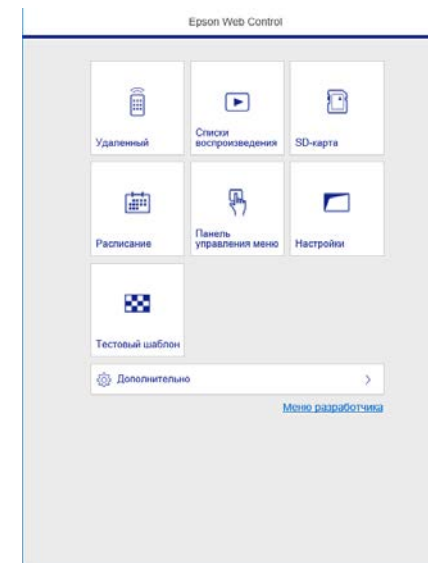 Epson Web Control
Удаленный
Списки
воспроизведения
SD-карта
Расписание
Панель
управления меню
Настройки
Тестовый шаблон
Дополнительно
Меню разработчика